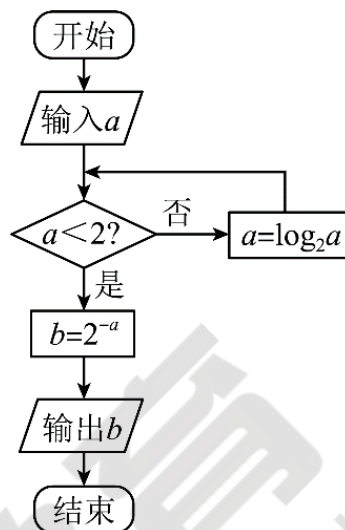 开始
输入a
a<2?
否
a=log₂a
是
b=2⁻ᵃ
输出b
结束